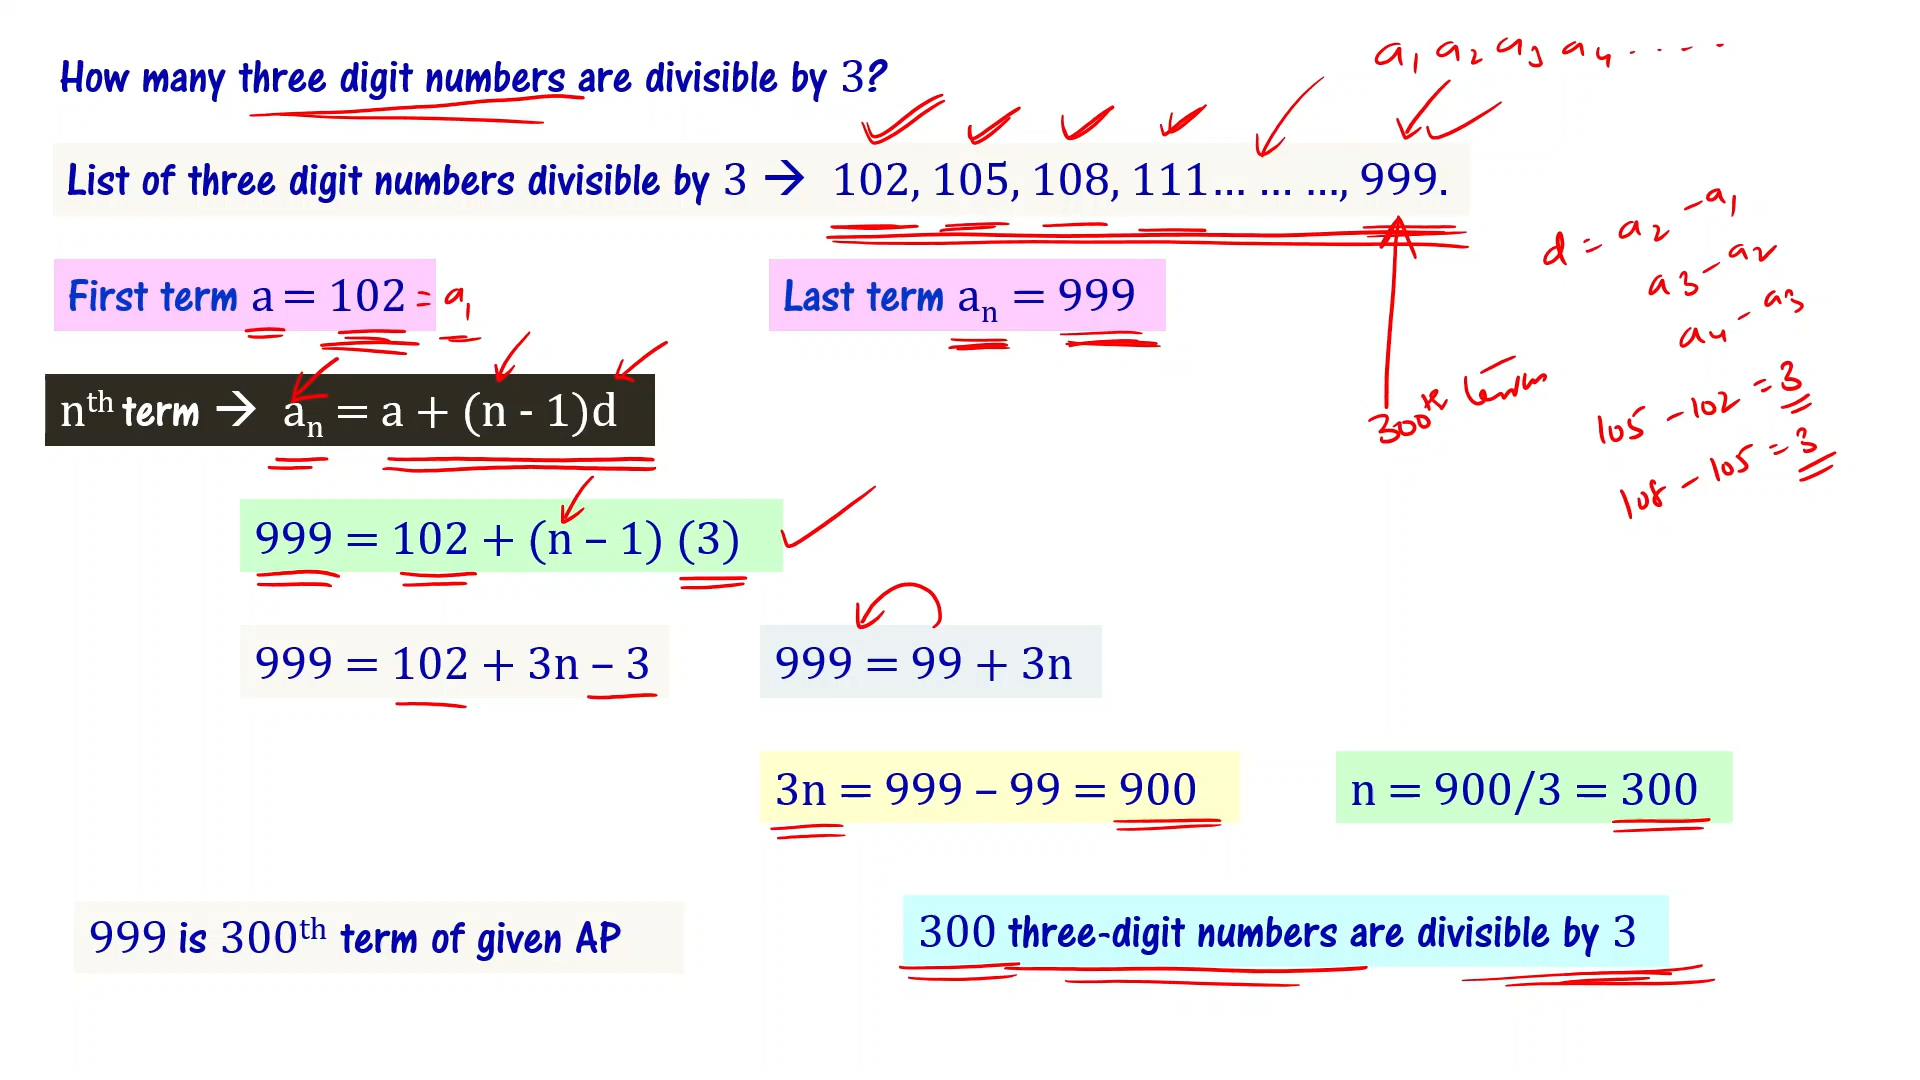 a₁ a₂ a₃ a₄ .....
How many three digit numbers are divisible by 3?
List of three digit numbers divisible by 3 → 102, 105, 108, 111... ... ..., 999.
d = a₂ - a₁
a₃ - a₂
a₄ - a₃
First term a = 102 = a₁
Last term aₙ = 999
nᵗʰ term → aₙ = a + (n - 1)d
300ᵗʰ term
105 - 102 = 3
108 - 105 = 3
999 = 102 + (n – 1) (3)
999 = 102 + 3n – 3
999 = 99 + 3n
3n = 999 – 99 = 900
n = 900/3 = 300
999 is 300ᵗʰ term of given AP
300 three-digit numbers are divisible by 3